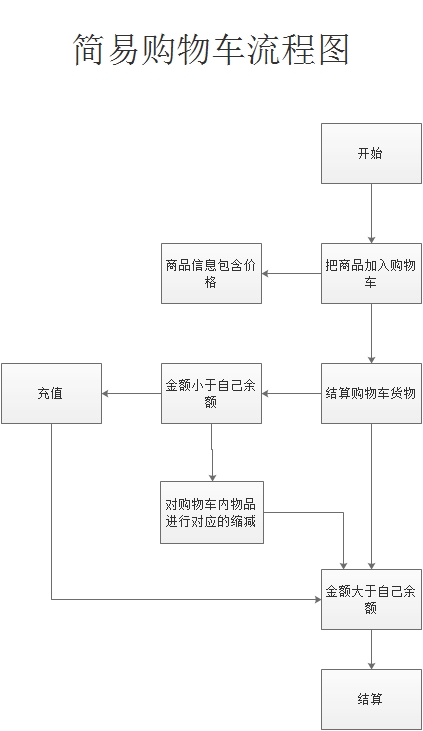 简易购物车流程图
开始
商品信息包含价
格
把商品加入购物
车
充值
金额小于自己余
额
结算购物车货物
对购物车内物品
进行对应的缩减
金额大于自己余
额
结算